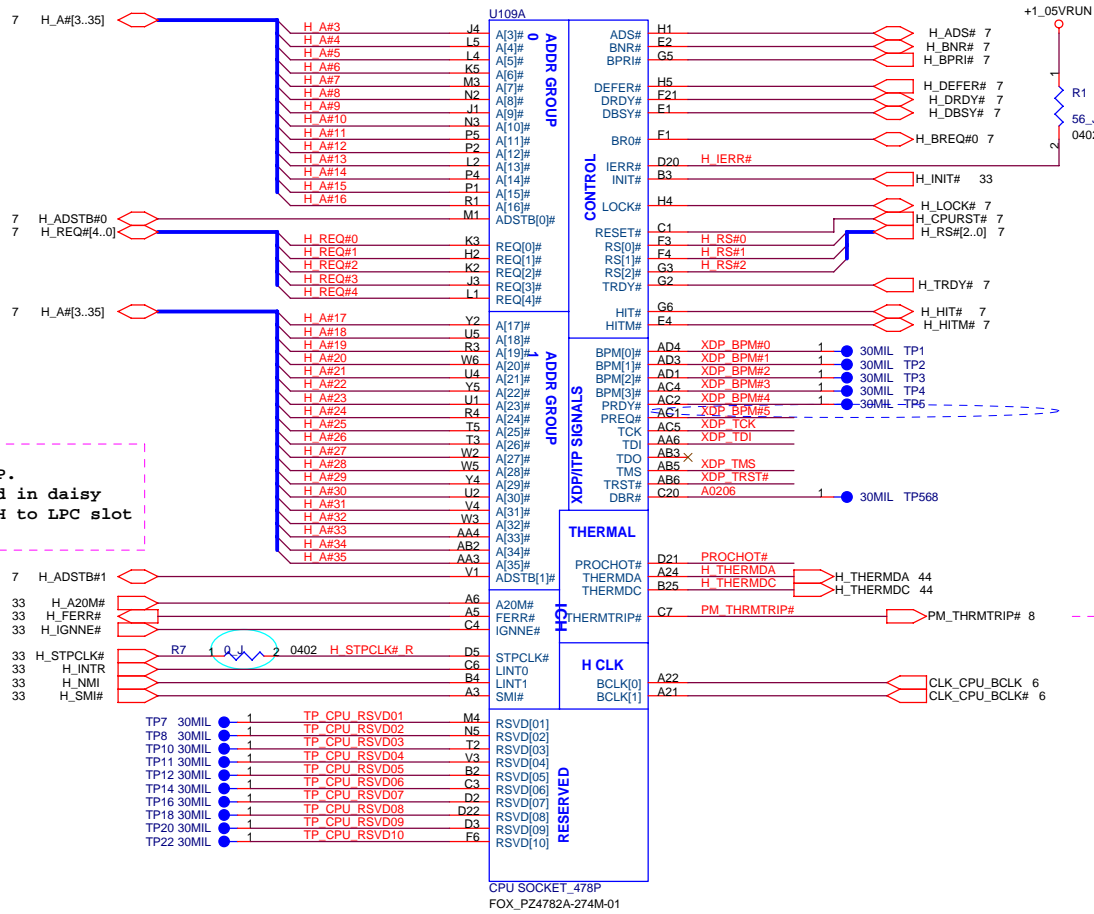 U109A
+1_05VRUN
7 H_A#[3..35]
H_A#3 J4 A[3]#
H_A#4 L5 A[4]#
H_A#5 L4 A[5]#
H_A#6 K5 A[6]#
H_A#7 M3 A[7]#
H_A#8 N2 A[8]#
H_A#9 J1 A[9]#
H_A#10 N3 A[10]#
H_A#11 P5 A[11]#
H_A#12 P2 A[12]#
H_A#13 L2 A[13]#
H_A#14 P4 A[14]#
H_A#15 P1 A[15]#
H_A#16 R1 A[16]#
7 H_ADSTB#0 M1 ADSTB[0]#
7 H_REQ#[4..0]
H_REQ#0 K3 REQ[0]#
H_REQ#1 H2 REQ[1]#
H_REQ#2 K2 REQ[2]#
H_REQ#3 J3 REQ[3]#
H_REQ#4 L1 REQ[4]#
ADDR GROUP 0
7 H_A#[3..35]
H_A#17 Y2 A[17]#
H_A#18 U5 A[18]#
H_A#19 R3 A[19]#
H_A#20 W6 A[20]#
H_A#21 U4 A[21]#
H_A#22 Y5 A[22]#
H_A#23 U1 A[23]#
H_A#24 R4 A[24]#
H_A#25 T5 A[25]#
H_A#26 T3 A[26]#
H_A#27 W2 A[27]#
H_A#28 W5 A[28]#
H_A#29 Y4 A[29]#
H_A#30 U2 A[30]#
H_A#31 V4 A[31]#
H_A#32 W3 A[32]#
H_A#33 AA4 A[33]#
H_A#34 AB2 A[34]#
H_A#35 AA3 A[35]#
7 H_ADSTB#1 V1 ADSTB[1]#
ADDR GROUP 1
P.
d in daisy
H to LPC slot
33 H_A20M# A6 A20M#
33 H_FERR# A5 FERR#
33 H_IGNNE# C4 IGNNE#
33 H_STPCLK# R7 1 0_J 2 0402 H_STPCLK#_R D5 STPCLK#
33 H_INTR C6 LINT0
33 H_NMI B4 LINT1
33 H_SMI# A3 SMI#
ICH
TP7 30MIL 1 TP_CPU_RSVD01 M4 RSVD[01]
TP8 30MIL 1 TP_CPU_RSVD02 N5 RSVD[02]
TP10 30MIL 1 TP_CPU_RSVD03 T2 RSVD[03]
TP11 30MIL 1 TP_CPU_RSVD04 V3 RSVD[04]
TP12 30MIL 1 TP_CPU_RSVD05 B2 RSVD[05]
TP14 30MIL 1 TP_CPU_RSVD06 C3 RSVD[06]
TP16 30MIL 1 TP_CPU_RSVD07 D2 RSVD[07]
TP18 30MIL 1 TP_CPU_RSVD08 D22 RSVD[08]
TP20 30MIL 1 TP_CPU_RSVD09 D3 RSVD[09]
TP22 30MIL 1 TP_CPU_RSVD10 F6 RSVD[10]
RESERVED
ADS# H1 H_ADS# 7
BNR# E2 H_BNR# 7
BPRI# G5 H_BPRI# 7
DEFER# H5 H_DEFER# 7
DRDY# F21 H_DRDY# 7
DBSY# E1 H_DBSY# 7
BR0# F1 H_BREQ#0 7
IERR# D20 H_IERR#
INIT# B3 H_INIT# 33
LOCK# H4 H_LOCK# 7
RESET# C1 H_CPURST# 7
RS[0]# F3 H_RS#0 H_RS#[2..0] 7
RS[1]# F4 H_RS#1
RS[2]# G3 H_RS#2
TRDY# G2 H_TRDY# 7
HIT# G6 H_HIT# 7
HITM# E4 H_HITM# 7
CONTROL
1
R1
56_J
0402
2
BPM[0]# AD4 XDP_BPM#0 1 30MIL TP1
BPM[1]# AD3 XDP_BPM#1 1 30MIL TP2
BPM[2]# AD1 XDP_BPM#2 1 30MIL TP3
BPM[3]# AC4 XDP_BPM#3 1 30MIL TP4
PRDY# AC2 XDP_BPM#4 1 30MIL TP5
PREQ# AC1 XDP_BPM#5
TCK AC5 XDP_TCK
TDI AA6 XDP_TDI
TDO AB3
TMS AB5 XDP_TMS
TRST# AB6 XDP_TRST#
DBR# C20 A0206 1 30MIL TP568
XDP/ITP SIGNALS
THERMAL
PROCHOT# D21 PROCHOT#
THERMDA A24 H_THERMDA H_THERMDA 44
THERMDC B25 H_THERMDC H_THERMDC 44
THERMTRIP# C7 PM_THRMTRIP# PM_THRMTRIP# 8
H CLK
BCLK[0] A22 CLK_CPU_BCLK 6
BCLK[1] A21 CLK_CPU_BCLK# 6
CPU SOCKET_478P
FOX_PZ4782A-274M-01